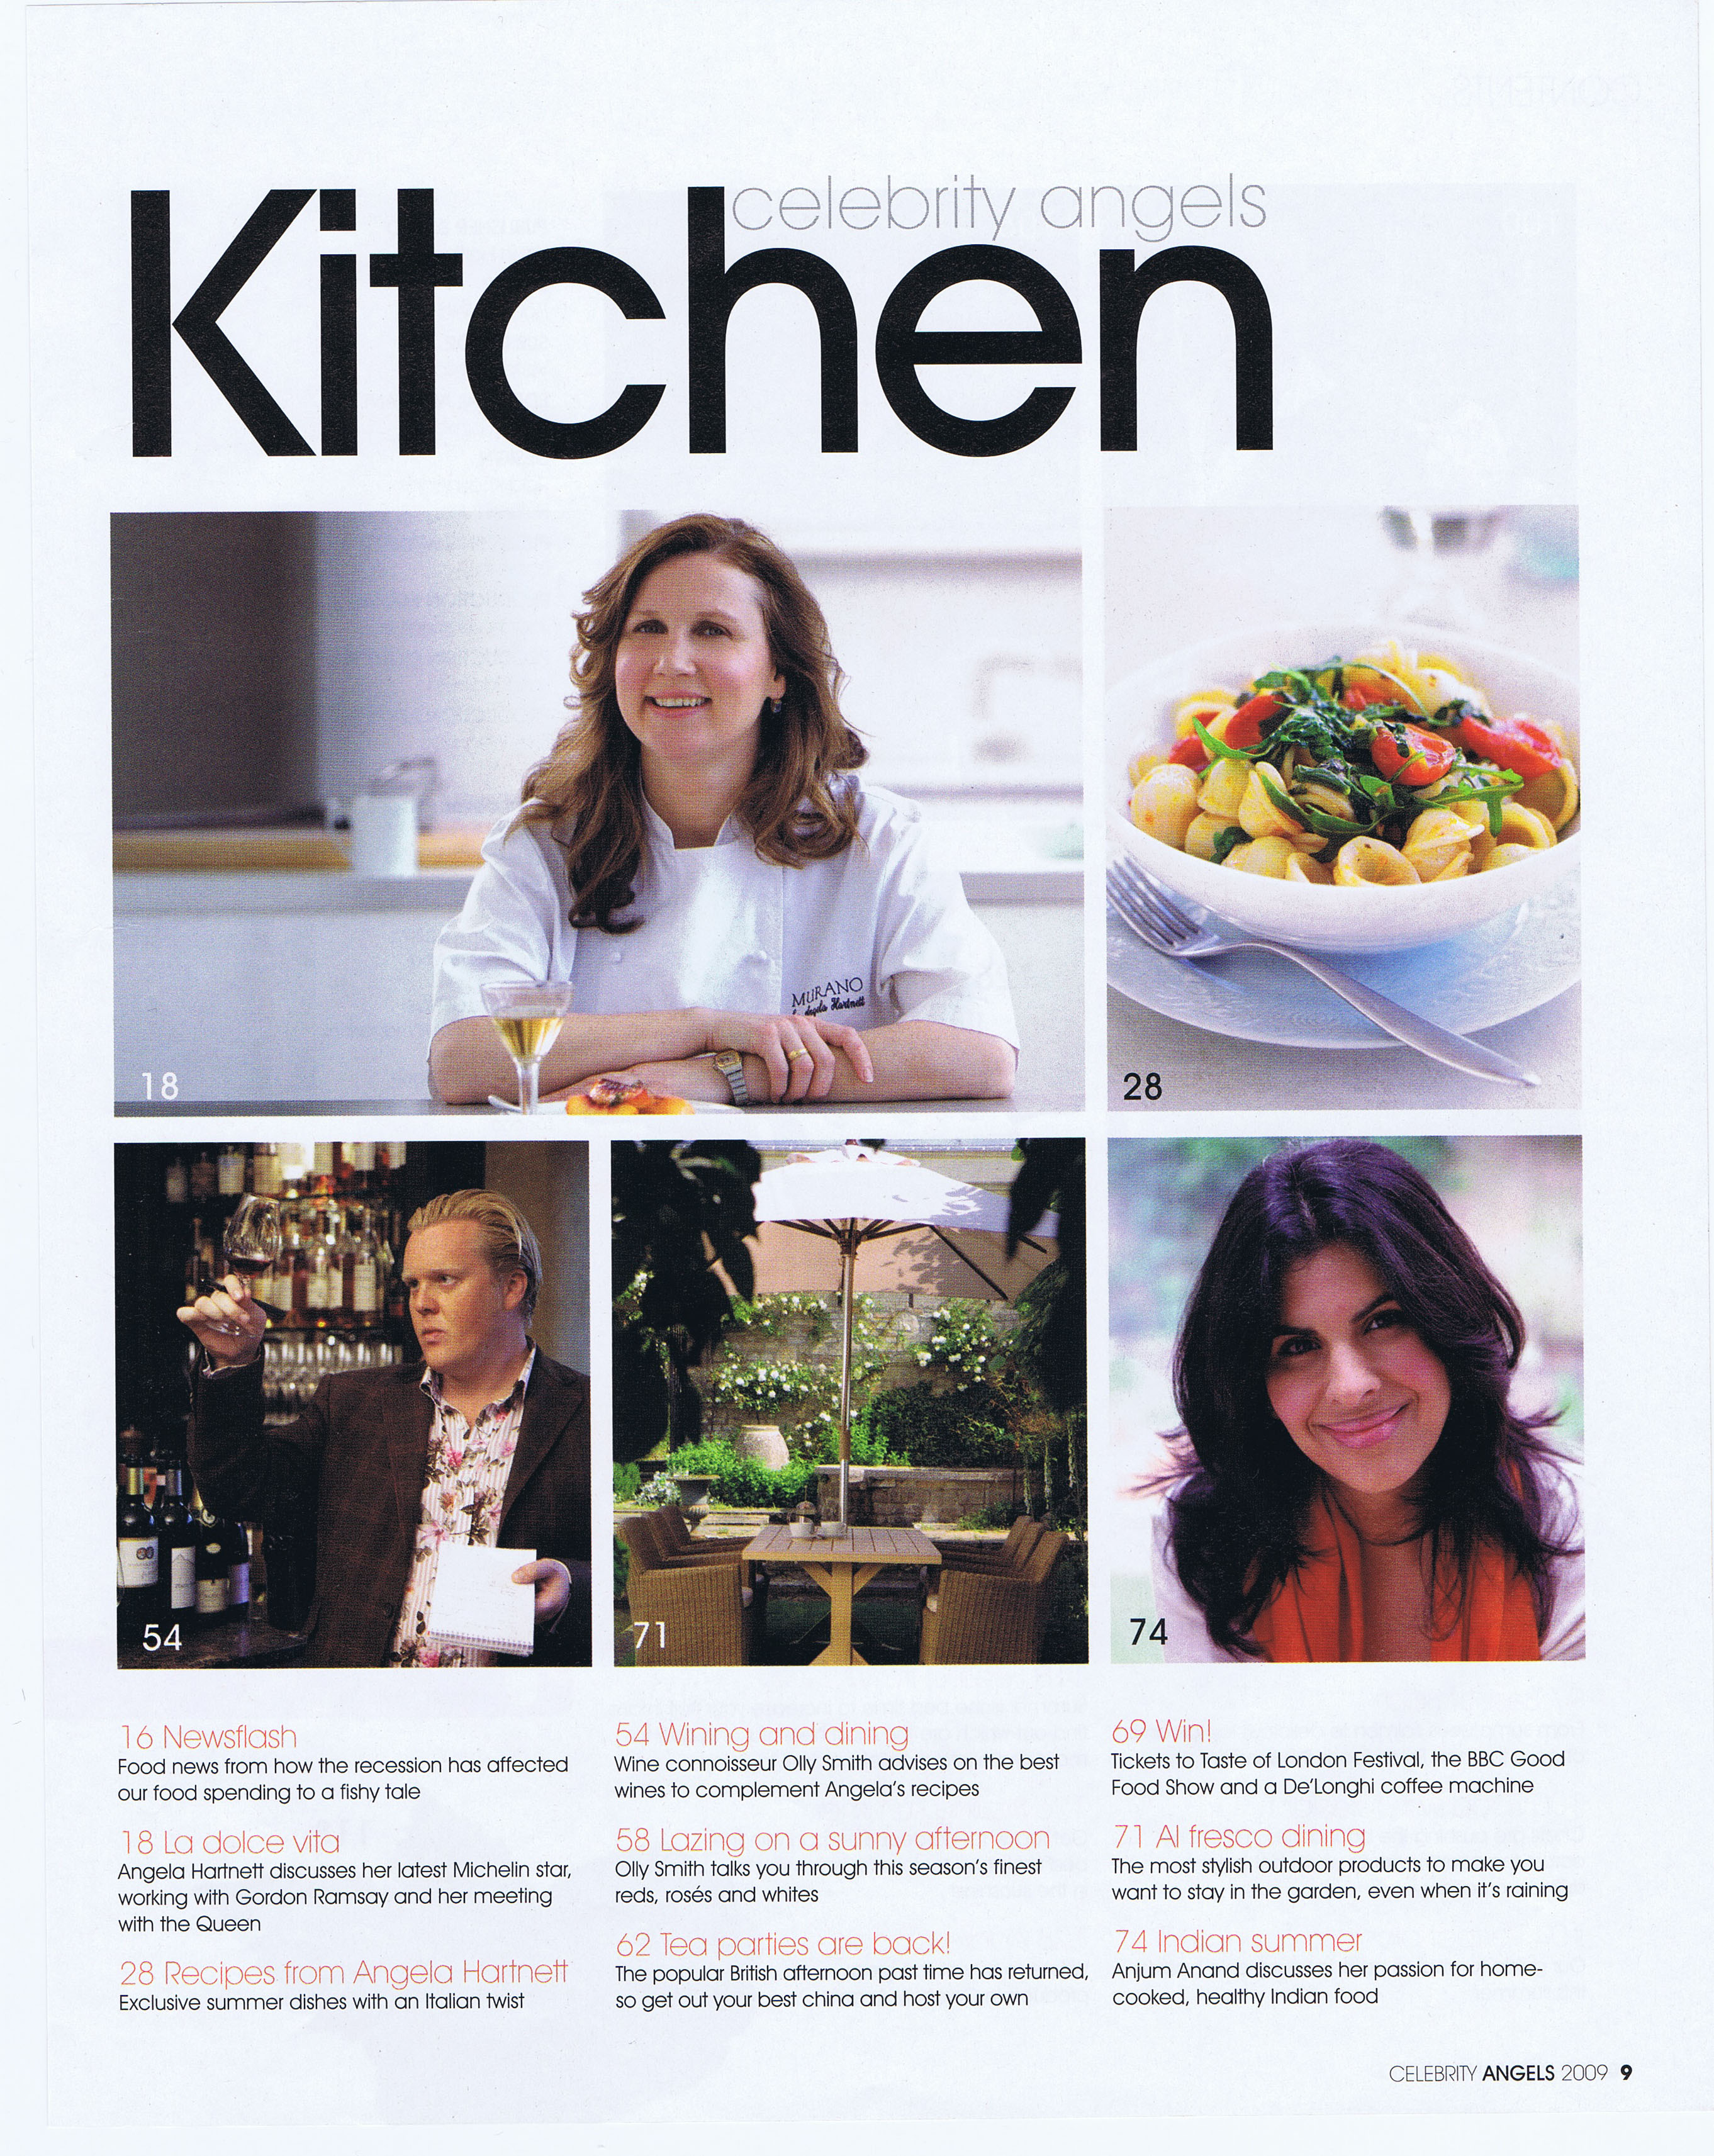 celebrity angels
Kitchen
MURANO
Angela Hartnett
18
28
54
71
74
16 Newsflash
Food news from how the recession has affected
our food spending to a fishy tale
18 La dolce vita
Angela Hartnett discusses her latest Michelin star,
working with Gordon Ramsay and her meeting
with the Queen
28 Recipes from Angela Hartnett
Exclusive summer dishes with an Italian twist
54 Wining and dining
Wine connoisseur Olly Smith advises on the best
wines to complement Angela's recipes
58 Lazing on a sunny afternoon
Olly Smith talks you through this season's finest
reds, rosés and whites
62 Tea parties are back!
The popular British afternoon past time has returned,
so get out your best china and host your own
69 Win!
Tickets to Taste of London Festival, the BBC Good
Food Show and a De'Longhi coffee machine
71 Al fresco dining
The most stylish outdoor products to make you
want to stay in the garden, even when it's raining
74 Indian summer
Anjum Anand discusses her passion for home-
cooked, healthy Indian food
CELEBRITY ANGELS 2009 9